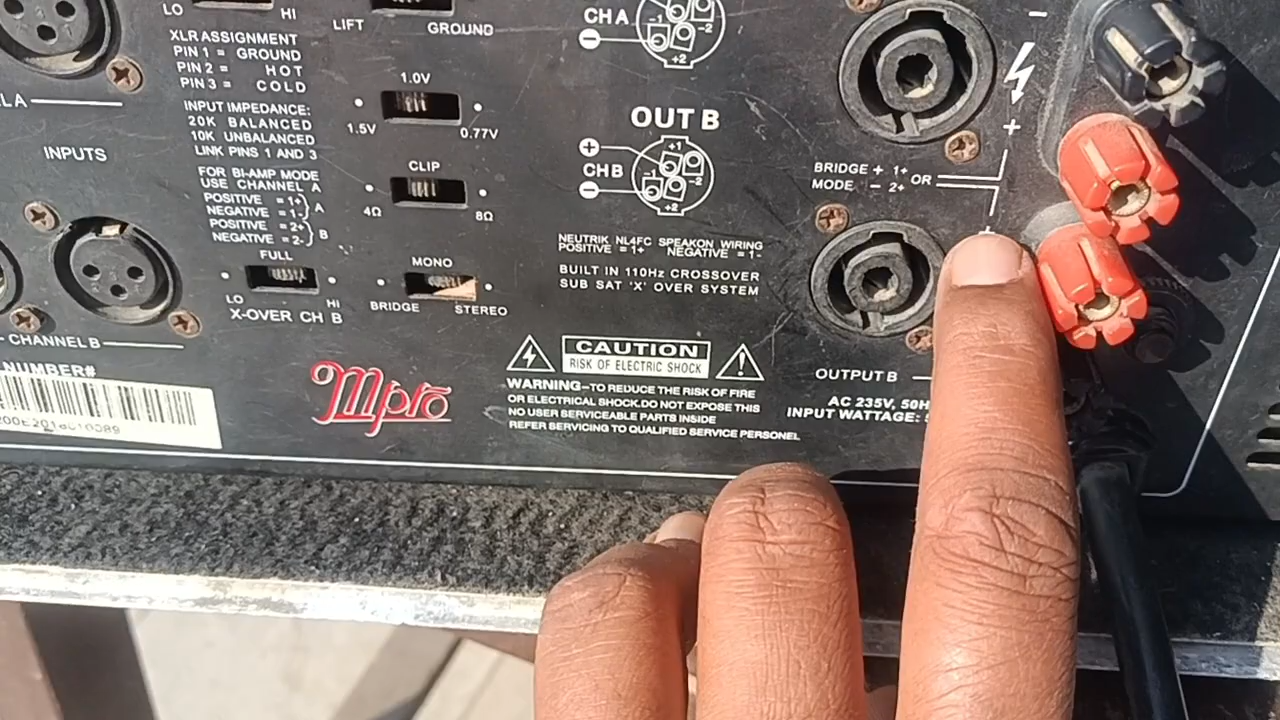 LO HI
LIFT GROUND
CH A
-1
-2
+2
XLR ASSIGNMENT
PIN 1 = GROUND
PIN 2 = HOT
PIN 3 = COLD
INPUT IMPEDANCE:
20K BALANCED
10K UNBALANCED
LINK PINS 1 AND 3
FOR BI-AMP MODE
USE CHANNEL A
POSITIVE = 1+
NEGATIVE = 1-
A
POSITIVE = 2+
NEGATIVE = 2-
B
INPUTS
FULL
LO HI
X-OVER CH B
CHANNEL B
NUMBER#
1.0V
1.5V 0.77V
CLIP
4Ω 8Ω
MONO
BRIDGE STEREO
OUT B
CH B
+1
-2
-1
+2
NEUTRIK NL4FC SPEAKON WIRING
POSITIVE = 1+ NEGATIVE = 1-
BUILT IN 110Hz CROSSOVER
SUB SAT 'X' OVER SYSTEM
BRIDGE + 1+ OR
MODE - 2+
Mpro
CAUTION
RISK OF ELECTRIC SHOCK
WARNING-TO REDUCE THE RISK OF FIRE
OR ELECTRICAL SHOCK.DO NOT EXPOSE THIS
NO USER SERVICEABLE PARTS INSIDE
REFER SERVICING TO QUALIFIED SERVICE PERSONEL
OUTPUT B
AC 235V, 50H
INPUT WATTAGE: